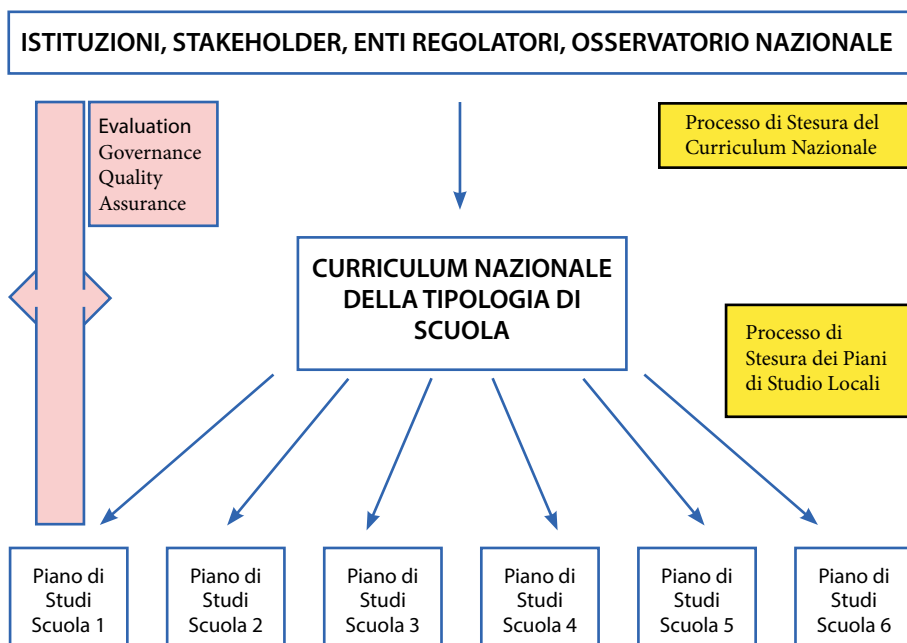 ISTITUZIONI, STAKEHOLDER, ENTI REGOLATORI, OSSERVATORIO NAZIONALE
Evaluation
Governance
Quality
Assurance
Processo di Stesura del
Curriculum Nazionale
CURRICULUM NAZIONALE
DELLA TIPOLOGIA DI
SCUOLA
Processo di
Stesura dei Piani
di Studio Locali
Piano di
Studi
Scuola 1
Piano di
Studi
Scuola 2
Piano di
Studi
Scuola 3
Piano di
Studi
Scuola 4
Piano di
Studi
Scuola 5
Piano di
Studi
Scuola 6